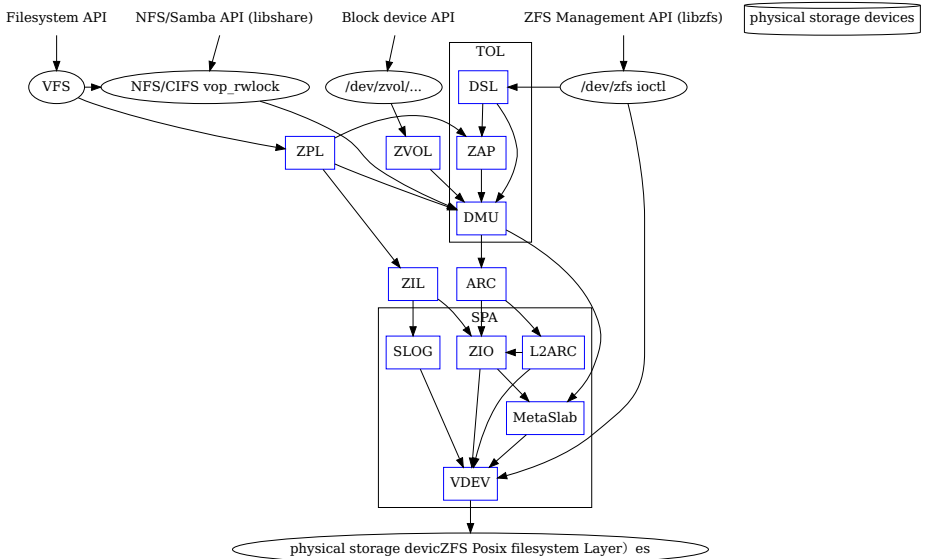 Filesystem API
NFS/Samba API (libshare)
Block device API
ZFS Management API (libzfs)
physical storage devices
TOL
VFS
NFS/CIFS vop_rwlock
/dev/zvol/...
DSL
/dev/zfs ioctl
ZPL
ZVOL
ZAP
DMU
ZIL
ARC
SPA
SLOG
ZIO
L2ARC
MetaSlab
VDEV
physical storage devicZFS Posix filesystem Layer）es